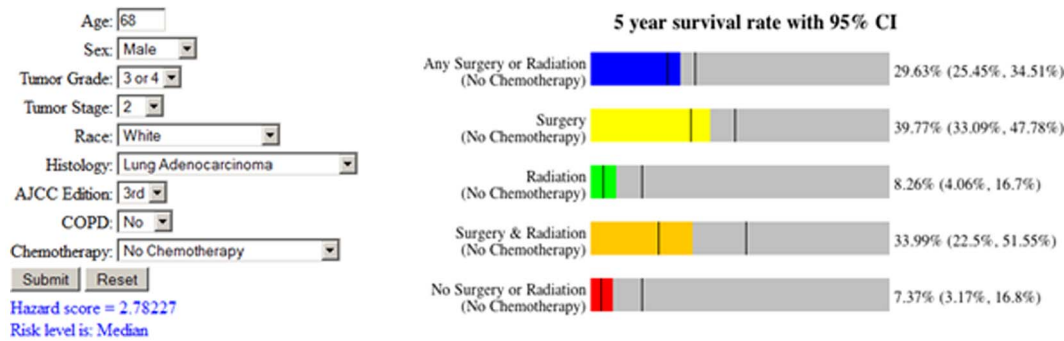 Age: 68
Sex: Male
Tumor Grade: 3 or 4
Tumor Stage: 2
Race: White
Histology: Lung Adenocarcinoma
AJCC Edition: 3rd
COPD: No
Chemotherapy: No Chemotherapy
Submit Reset
Hazard score = 2.78227
Risk level is: Median
5 year survival rate with 95% CI
Any Surgery or Radiation
(No Chemotherapy)
29.63% (25.45%, 34.51%)
Surgery
(No Chemotherapy)
39.77% (33.09%, 47.78%)
Radiation
(No Chemotherapy)
8.26% (4.06%, 16.7%)
Surgery & Radiation
(No Chemotherapy)
33.99% (22.5%, 51.55%)
No Surgery or Radiation
(No Chemotherapy)
7.37% (3.17%, 16.8%)